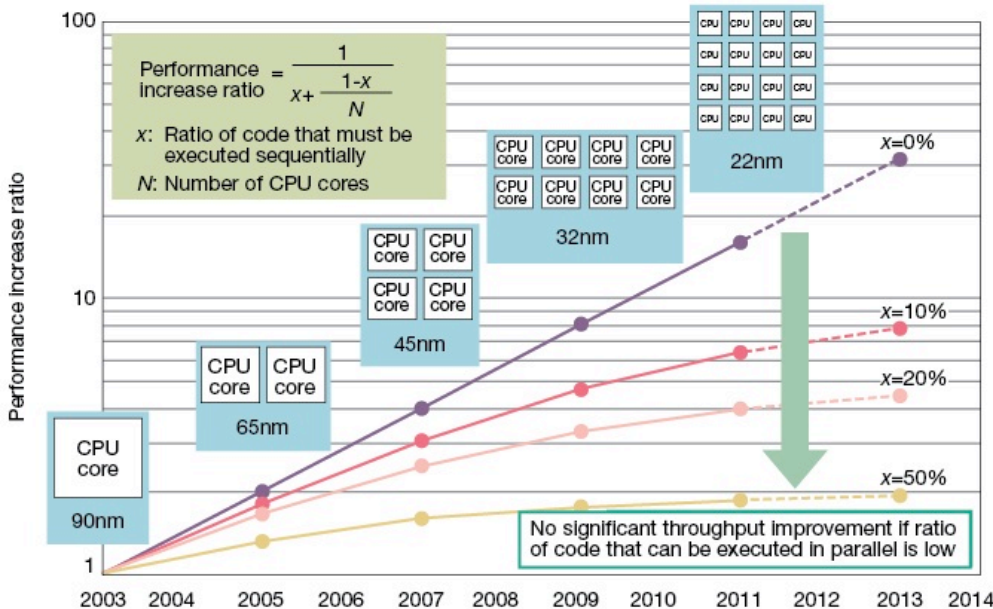 Performance increase ratio
100
10
1
Performance increase ratio = 1 / (x + (1-x) / N)
x: Ratio of code that must be
executed sequentially
N: Number of CPU cores
CPU
core
90nm
CPU core CPU core
65nm
CPU core CPU core
CPU core CPU core
45nm
CPU core CPU core CPU core CPU core
CPU core CPU core CPU core CPU core
32nm
CPU CPU CPU CPU
CPU CPU CPU CPU
CPU CPU CPU CPU
CPU CPU CPU CPU
22nm
x=0%
x=10%
x=20%
x=50%
No significant throughput improvement if ratio
of code that can be executed in parallel is low
2003 2004 2005 2006 2007 2008 2009 2010 2011 2012 2013 2014